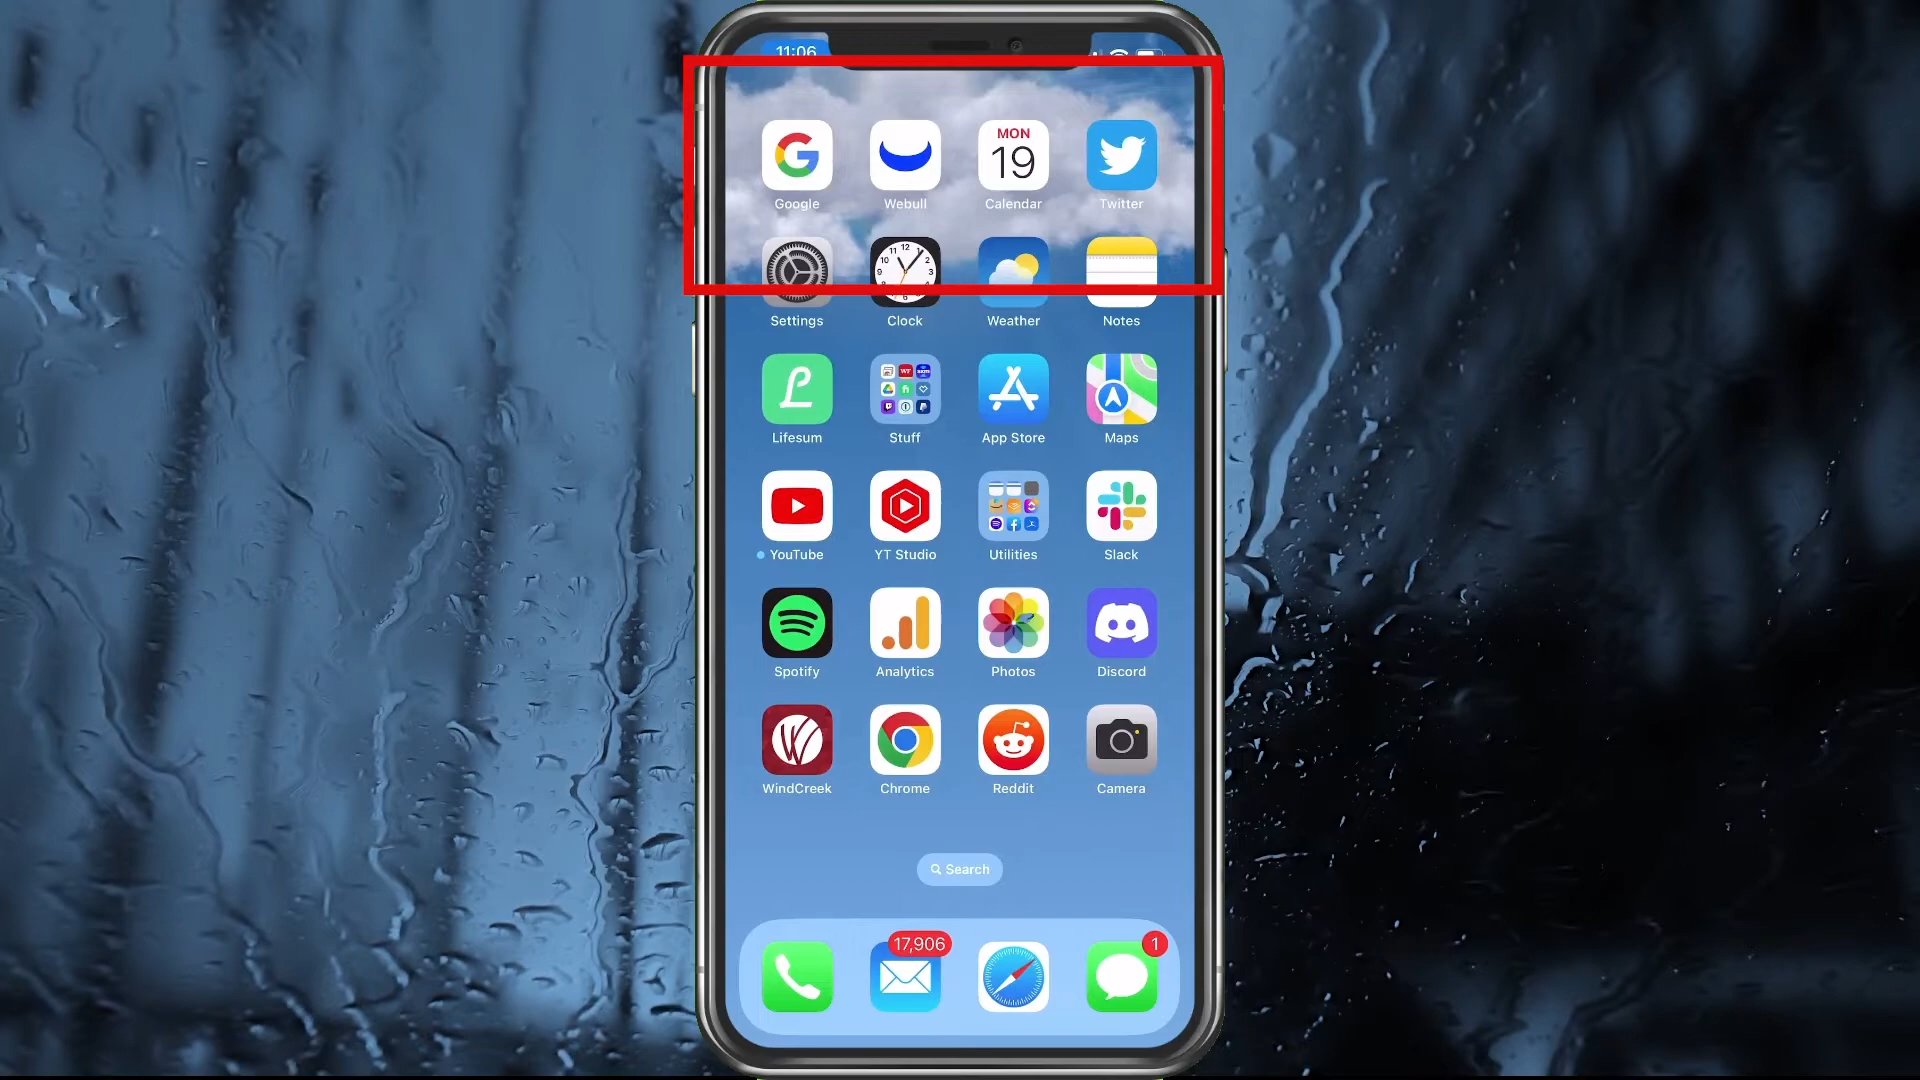 11:06
MON
19
Google Webull Calendar Twitter
Settings Clock Weather Notes
Lifesum Stuff App Store Maps
YouTube YT Studio Utilities Slack
Spotify Analytics Photos Discord
WindCreek Chrome Reddit Camera
Search
17,906 1